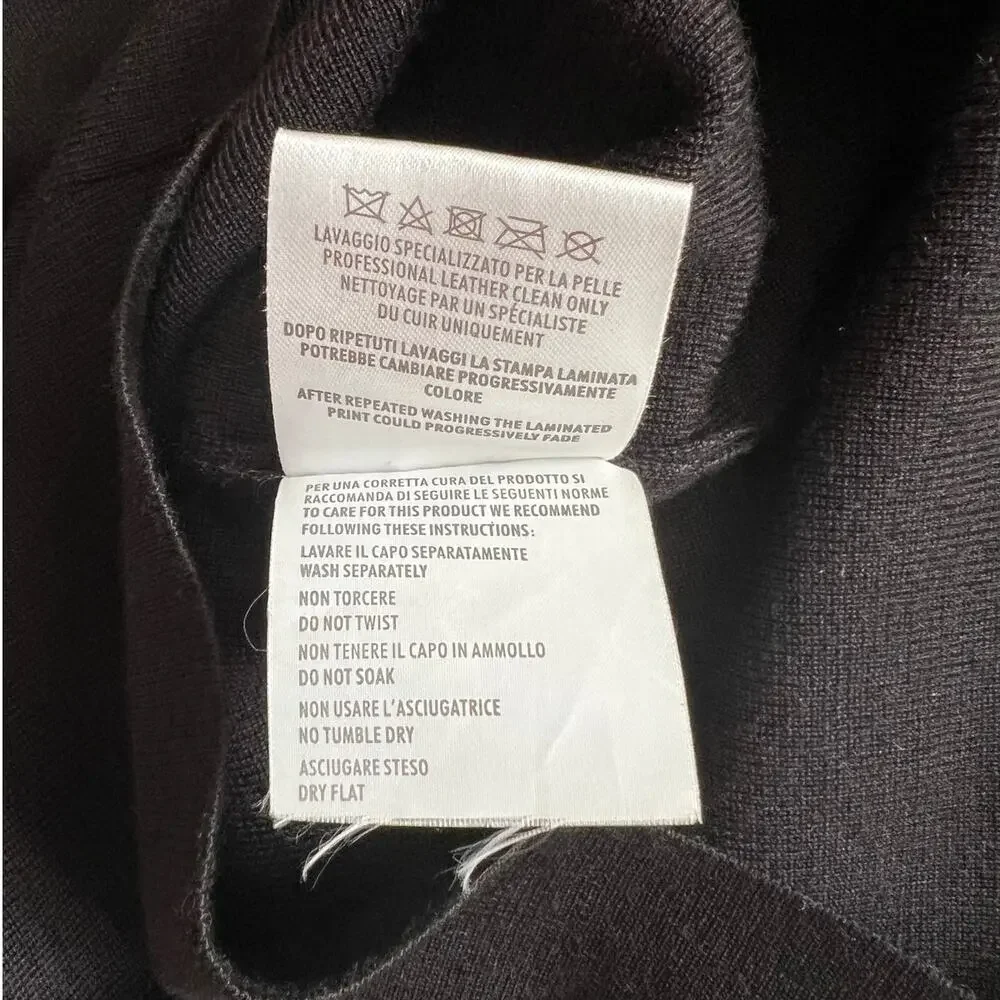 LAVAGGIO SPECIALIZZATO PER LA PELLE
PROFESSIONAL LEATHER CLEAN ONLY
NETTOYAGE PAR UN SPÉCIALISTE
DU CUIR UNIQUEMENT
DOPO RIPETUTI LAVAGGI LA STAMPA LAMINATA
POTREBBE CAMBIARE PROGRESSIVAMENTE
COLORE
AFTER REPEATED WASHING THE LAMINATED
PRINT COULD PROGRESSIVELY FADE
PER UNA CORRETTA CURA DEL PRODOTTO SI
RACCOMANDA DI SEGUIRE LE SEGUENTI NORME
TO CARE FOR THIS PRODUCT WE RECOMMEND
FOLLOWING THESE INSTRUCTIONS:
LAVARE IL CAPO SEPARATAMENTE
WASH SEPARATELY
NON TORCERE
DO NOT TWIST
NON TENERE IL CAPO IN AMMOLLO
DO NOT SOAK
NON USARE L'ASCIUGATRICE
NO TUMBLE DRY
ASCIUGARE STESO
DRY FLAT